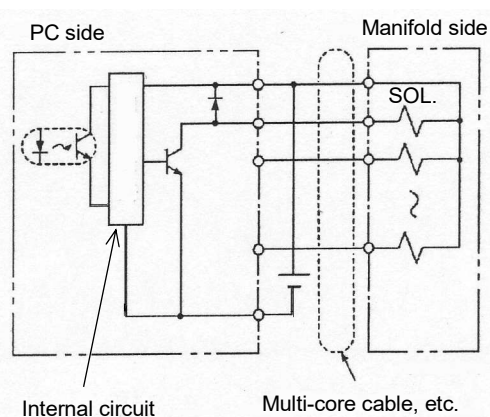 PC side
Manifold side
SOL.
Internal circuit
Multi-core cable, etc.